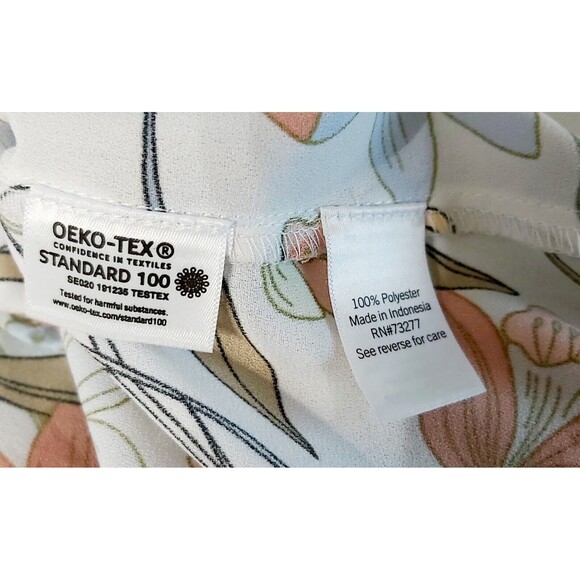 OEKO-TEX®
CONFIDENCE IN TEXTILES
STANDARD 100
SE020 191235 TESTEX
Tested for harmful substances.
www.oeko-tex.com/standard100
100% Polyester
Made in Indonesia
RN#73277
See reverse for care